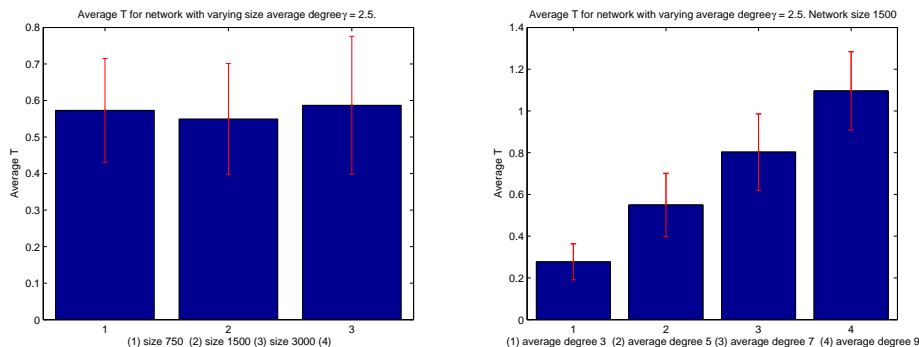 Average T for network with varying size average degreeγ = 2.5.
0.8
0.7
0.6
0.5
0.4
0.3
0.2
0.1
0
Average T
1 2 3
(1) size 750 (2) size 1500 (3) size 3000 (4)
Average T for network with varying average degreeγ = 2.5. Network size 1500
1.4
1.2
1
0.8
0.6
0.4
0.2
0
Average T
1 2 3 4
(1) average degree 3 (2) average degree 5 (3) average degree 7 (4) average degree 9